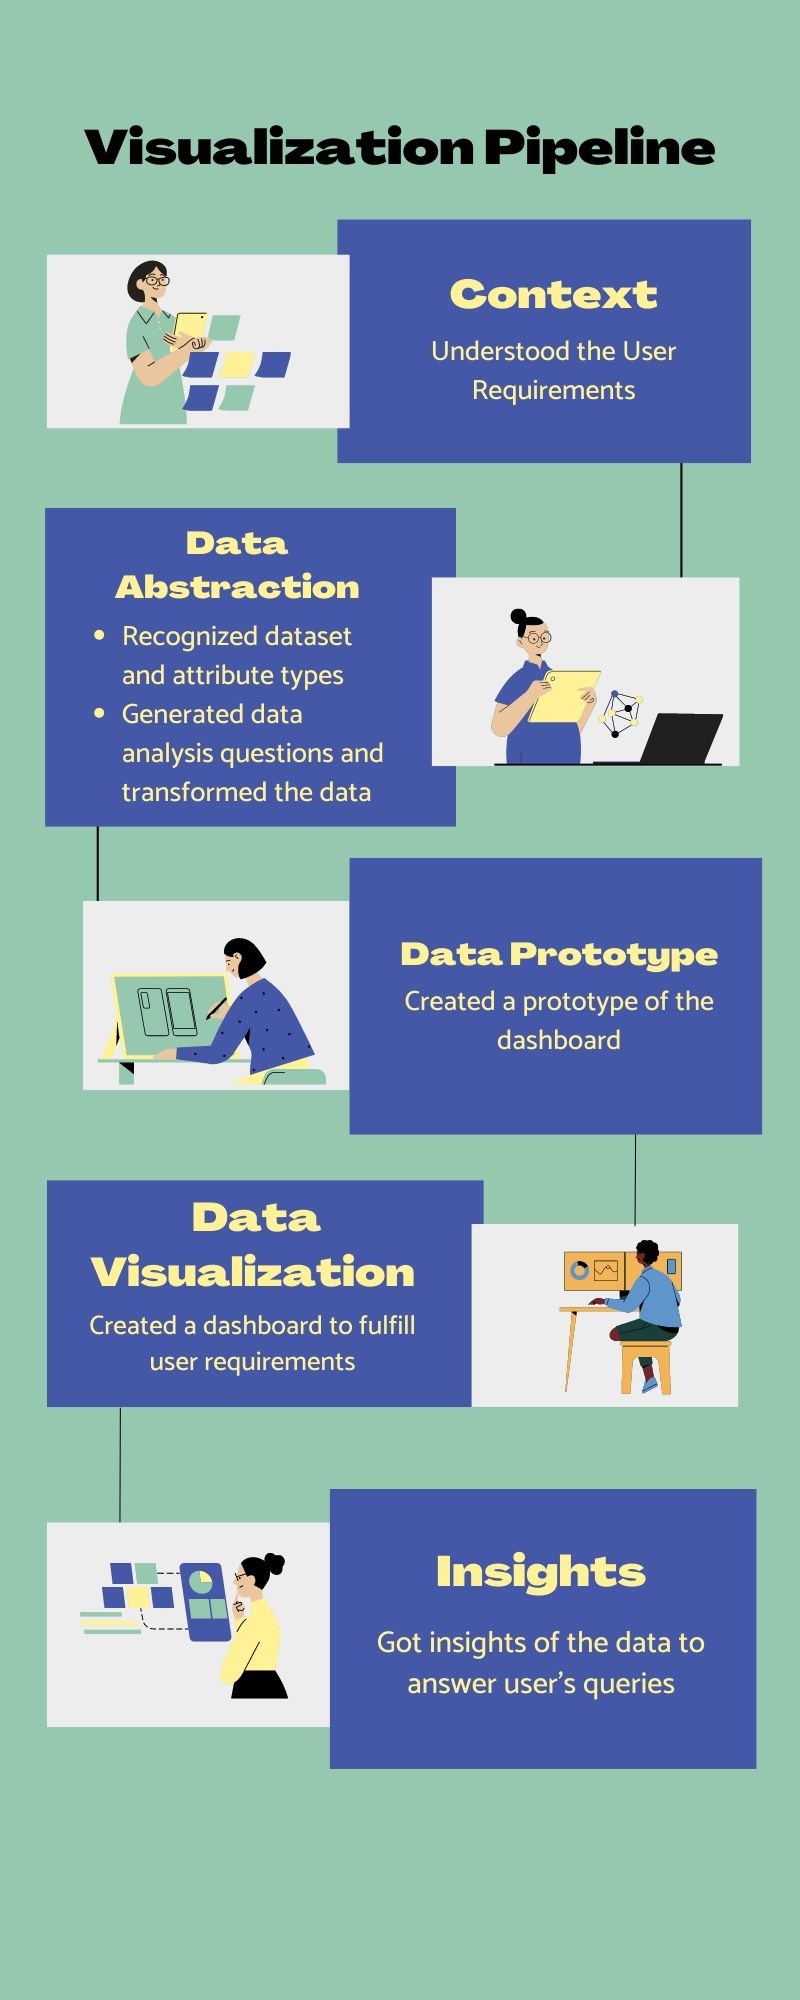 Visualization Pipeline
Context
Understood the User
Requirements
Data
Abstraction
• Recognized dataset
and attribute types
• Generated data
analysis questions and
transformed the data
Data Prototype
Created a prototype of the
dashboard
Data
Visualization
Created a dashboard to fulfill
user requirements
Insights
Got insights of the data to
answer user's queries